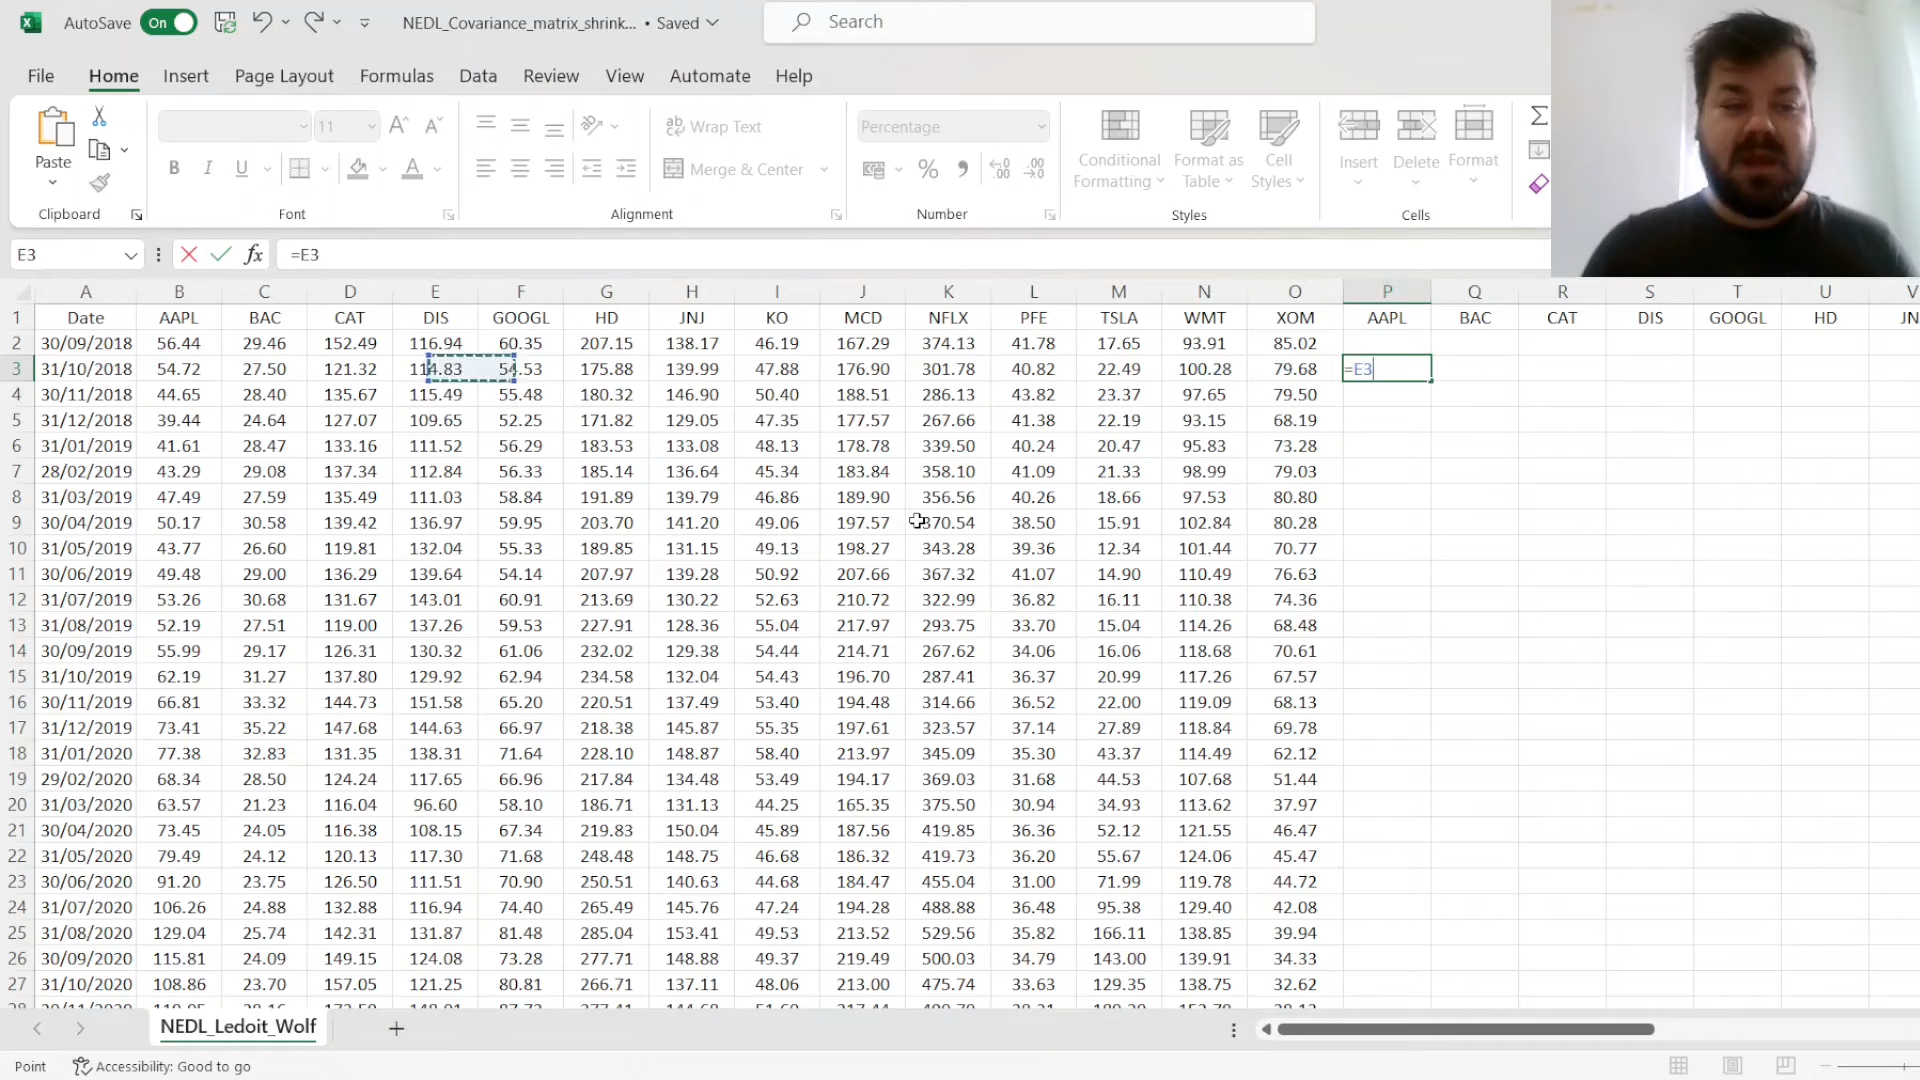 AutoSave On NEDL_Covariance_matrix_shrink... • Saved Search
File Home Insert Page Layout Formulas Data Review View Automate Help
Paste 11 Wrap Text Percentage Conditional Formatting Format as Table Cell Styles Insert Delete Format
B I U A Merge & Center % ,
Clipboard Font Alignment Number Styles Cells
E3 fx =E3
A B C D E F G H I J K L M N O P Q R S T U V
1 Date AAPL BAC CAT DIS GOOGL HD JNJ KO MCD NFLX PFE TSLA WMT XOM AAPL BAC CAT DIS GOOGL HD JN
2 30/09/2018 56.44 29.46 152.49 116.94 60.35 207.15 138.17 46.19 167.29 374.13 41.78 17.65 93.91 85.02
3 31/10/2018 54.72 27.50 121.32 114.83 54.53 175.88 139.99 47.88 176.90 301.78 40.82 22.49 100.28 79.68 =E3
4 30/11/2018 44.65 28.40 135.67 115.49 55.48 180.32 146.90 50.40 188.51 286.13 43.82 23.37 97.65 79.50
5 31/12/2018 39.44 24.64 127.07 109.65 52.25 171.82 129.05 47.35 177.57 267.66 41.38 22.19 93.15 68.19
6 31/01/2019 41.61 28.47 133.16 111.52 56.29 183.53 133.08 48.13 178.78 339.50 40.24 20.47 95.83 73.28
7 28/02/2019 43.29 29.08 137.34 112.84 56.33 185.14 136.64 45.34 183.84 358.10 41.09 21.33 98.99 79.03
8 31/03/2019 47.49 27.59 135.49 111.03 58.84 191.89 139.79 46.86 189.90 356.56 40.26 18.66 97.53 80.80
9 30/04/2019 50.17 30.58 139.42 136.97 59.95 203.70 141.20 49.06 197.57 370.54 38.50 15.91 102.84 80.28
10 31/05/2019 43.77 26.60 119.81 132.04 55.33 189.85 131.15 49.13 198.27 343.28 39.36 12.34 101.44 70.77
11 30/06/2019 49.48 29.00 136.29 139.64 54.14 207.97 139.28 50.92 207.66 367.32 41.07 14.90 110.49 76.63
12 31/07/2019 53.26 30.68 131.67 143.01 60.91 213.69 130.22 52.63 210.72 322.99 36.82 16.11 110.38 74.36
13 31/08/2019 52.19 27.51 119.00 137.26 59.53 227.91 128.36 55.04 217.97 293.75 33.70 15.04 114.26 68.48
14 30/09/2019 55.99 29.17 126.31 130.32 61.06 232.02 129.38 54.44 214.71 267.62 34.06 16.06 118.68 70.61
15 31/10/2019 62.19 31.27 137.80 129.92 62.94 234.58 132.04 54.43 196.70 287.41 36.37 20.99 117.26 67.57
16 30/11/2019 66.81 33.32 144.73 151.58 65.20 220.51 137.49 53.40 194.48 314.66 36.52 22.00 119.09 68.13
17 31/12/2019 73.41 35.22 147.68 144.63 66.97 218.38 145.87 55.35 197.61 323.57 37.14 27.89 118.84 69.78
18 31/01/2020 77.38 32.83 131.35 138.31 71.64 228.10 148.87 58.40 213.97 345.09 35.30 43.37 114.49 62.12
19 29/02/2020 68.34 28.50 124.24 117.65 66.96 217.84 134.48 53.49 194.17 369.03 31.68 44.53 107.68 51.44
20 31/03/2020 63.57 21.23 116.04 96.60 58.10 186.71 131.13 44.25 165.35 375.50 30.94 34.93 113.62 37.97
21 30/04/2020 73.45 24.05 116.38 108.15 67.34 219.83 150.04 45.89 187.56 419.85 36.36 52.12 121.55 46.47
22 31/05/2020 79.49 24.12 120.13 117.30 71.68 248.48 148.75 46.68 186.32 419.73 36.20 55.67 124.06 45.47
23 30/06/2020 91.20 23.75 126.50 111.51 70.90 250.51 140.63 44.68 184.47 455.04 31.00 71.99 119.78 44.72
24 31/07/2020 106.26 24.88 132.88 116.94 74.40 265.49 145.76 47.24 194.28 488.88 36.48 95.38 129.40 42.08
25 31/08/2020 129.04 25.74 142.31 131.87 81.48 285.04 153.41 49.53 213.52 529.56 35.82 166.11 138.85 39.94
26 30/09/2020 115.81 24.09 149.15 124.08 73.28 277.71 148.88 49.37 219.49 500.03 34.79 143.00 139.91 34.33
27 31/10/2020 108.86 23.70 157.05 121.25 80.81 266.71 137.11 48.06 213.00 475.74 33.63 129.35 138.75 32.62
NEDL_Ledoit_Wolf
Point Accessibility: Good to go